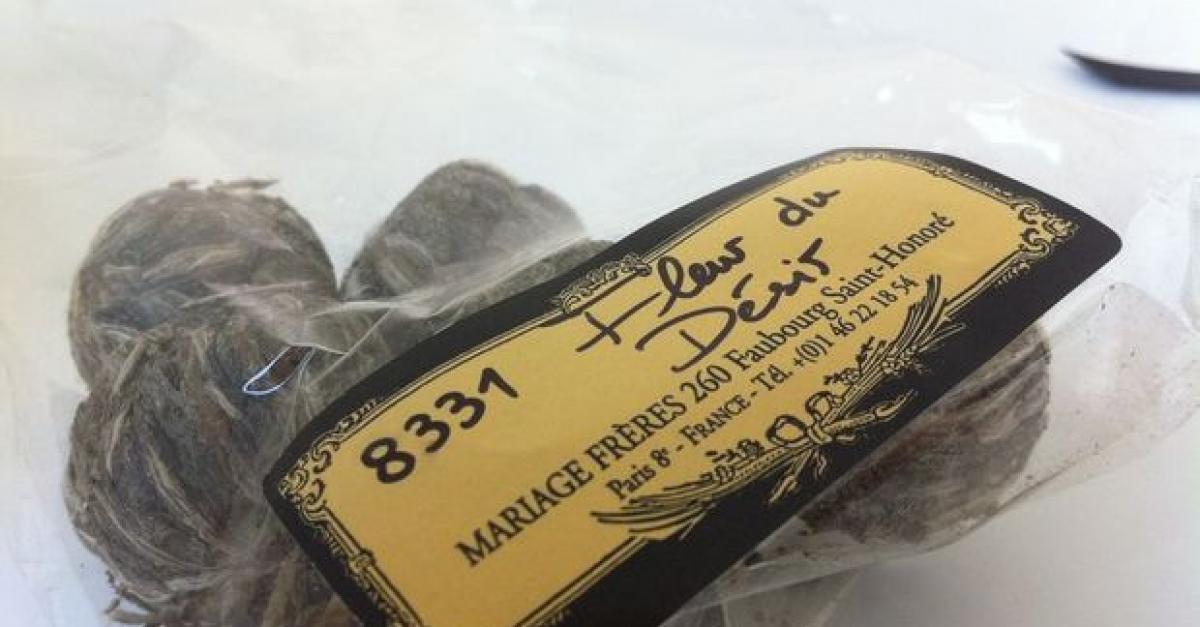 8331
Fleur du
Désir
MARIAGE FRÈRES 260 Faubourg Saint-Honoré
Paris 8e - FRANCE - Tél. +(0)1 46 22 18 54